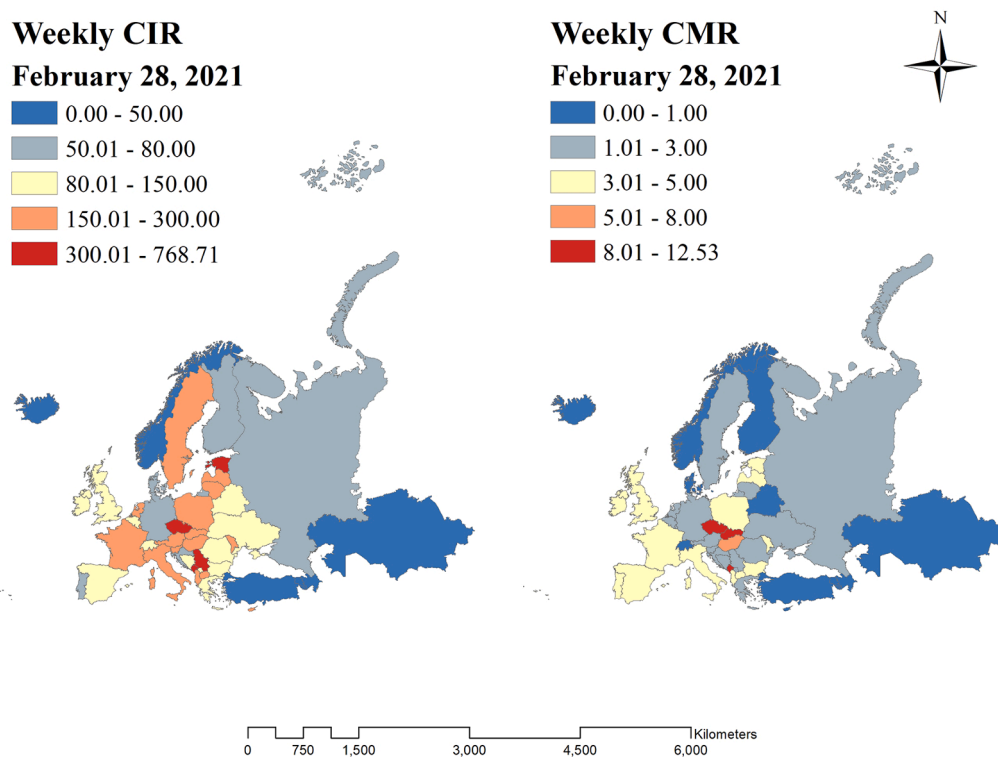 Weekly CIR
February 28, 2021
0.00 - 50.00
50.01 - 80.00
80.01 - 150.00
150.01 - 300.00
300.01 - 768.71
Weekly CMR
February 28, 2021
0.00 - 1.00
1.01 - 3.00
3.01 - 5.00
5.01 - 8.00
8.01 - 12.53
N
Kilometers
0 750 1,500 3,000 4,500 6,000